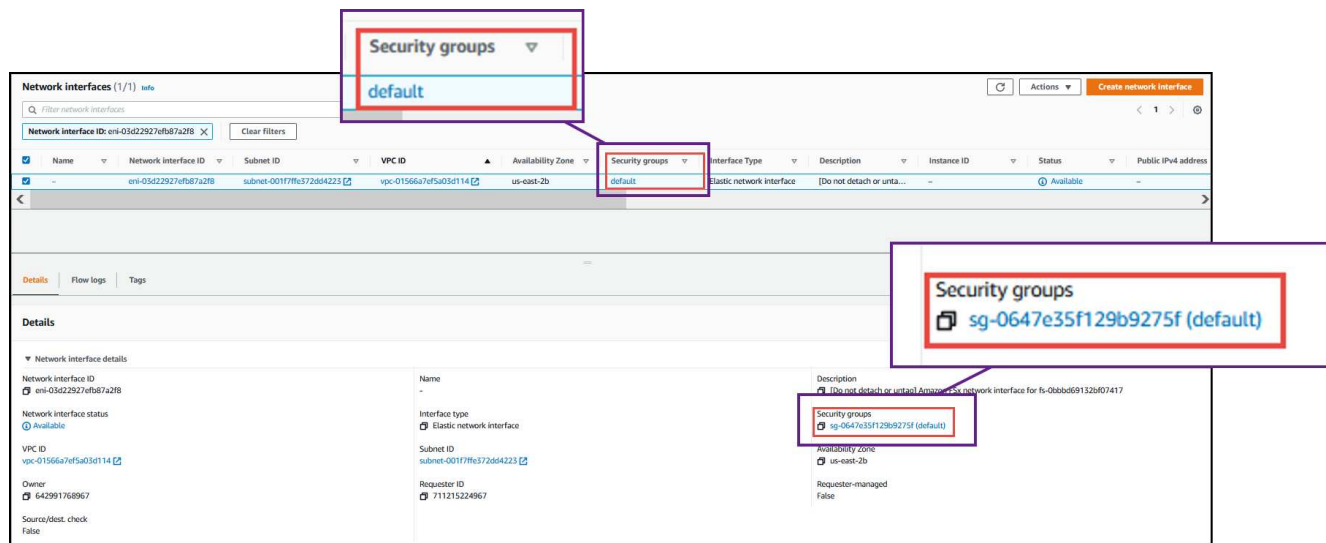 Security groups
default
Network interfaces (1/1) Info
Actions
Create network interface
Filter network interfaces
1
Network interface ID: eni-03d22927efb87a2f8
Clear filters
Name Network interface ID Subnet ID VPC ID Availability Zone Security groups Interface Type Description Instance ID Status Public IPv4 address
– eni-03d22927efb87a2f8 subnet-001f7ffe372dd4223 vpc-01566a7ef5a03d114 us-east-2b default Elastic network interface [Do not detach or unta... – Available –
Details Flow logs Tags
Security groups
sg-0647e35f129b9275f (default)
Details
Network interface details
Network interface ID Name Description
eni-03d22927efb87a2f8 – [Do not detach or untag] Amazon FSx network interface for fs-0bbbd69132bf07417
Network interface status Interface type Security groups
Available Elastic network interface sg-0647e35f129b9275f (default)
VPC ID Subnet ID Availability Zone
vpc-01566a7ef5a03d114 subnet-001f7ffe372dd4223 us-east-2b
Owner Requester ID Requester-managed
642991768967 711215224967 False
Source/dest. check
False